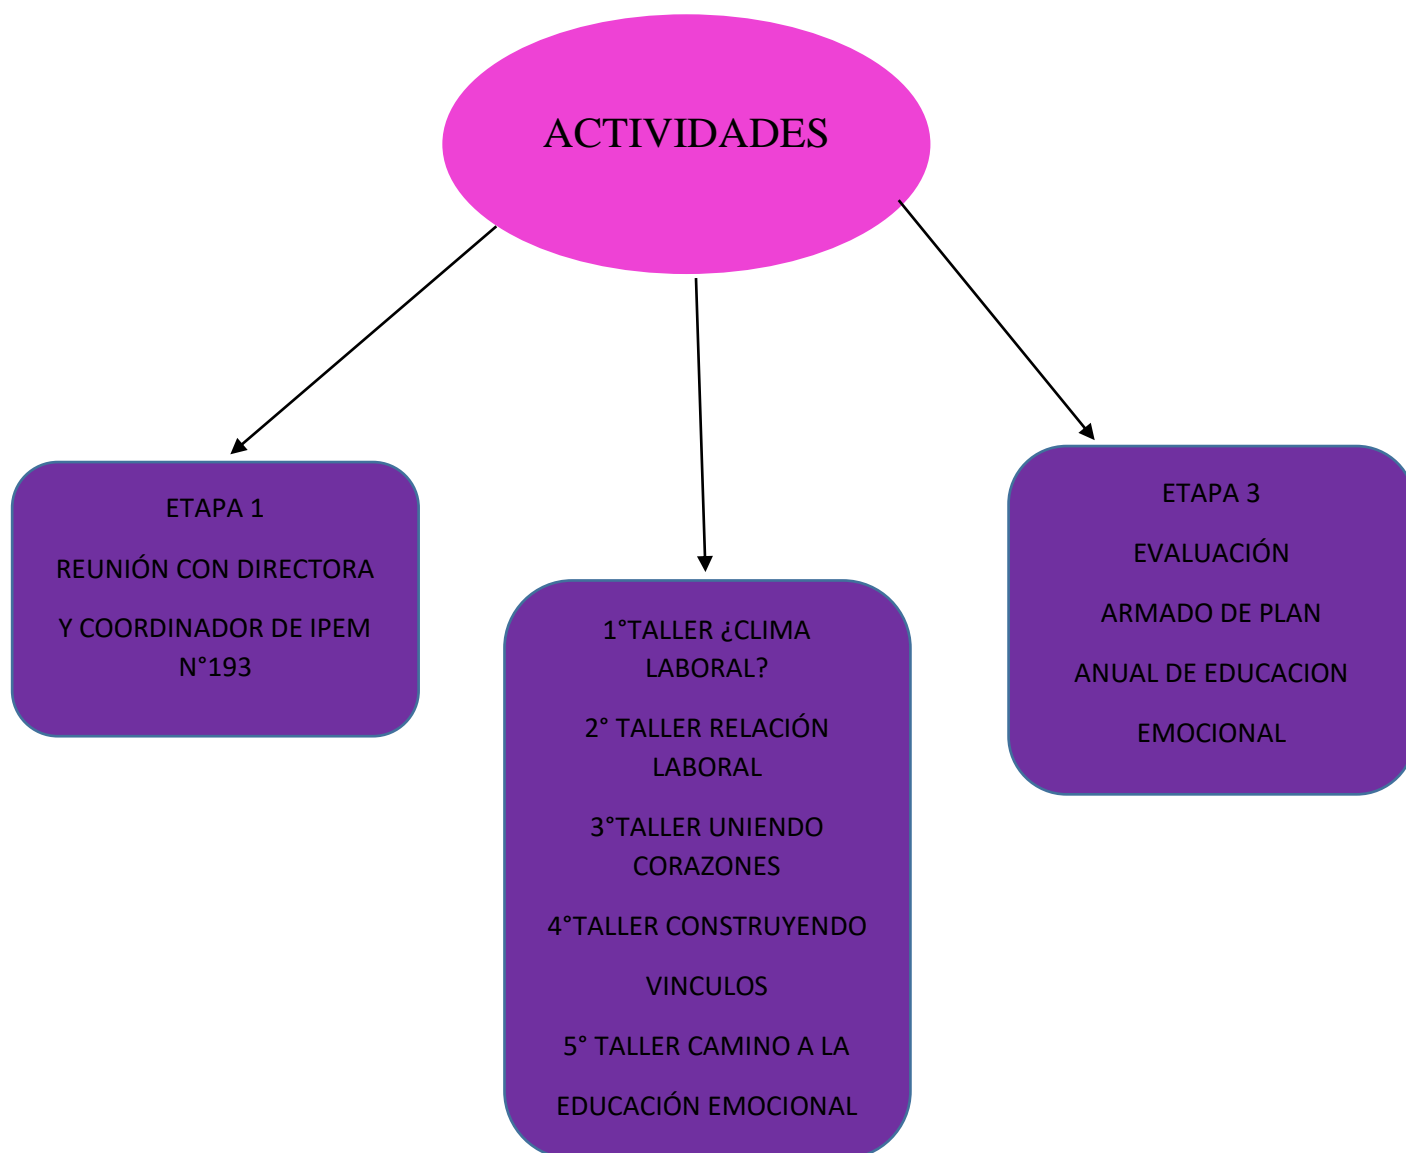 ACTIVIDADES
ETAPA 1
REUNIÓN CON DIRECTORA
Y COORDINADOR DE IPEM
N°193
1°TALLER ¿CLIMA
LABORAL?
2° TALLER RELACIÓN
LABORAL
3°TALLER UNIENDO
CORAZONES
4°TALLER CONSTRUYENDO
VINCULOS
5° TALLER CAMINO A LA
EDUCACIÓN EMOCIONAL
ETAPA 3
EVALUACIÓN
ARMADO DE PLAN
ANUAL DE EDUCACION
EMOCIONAL